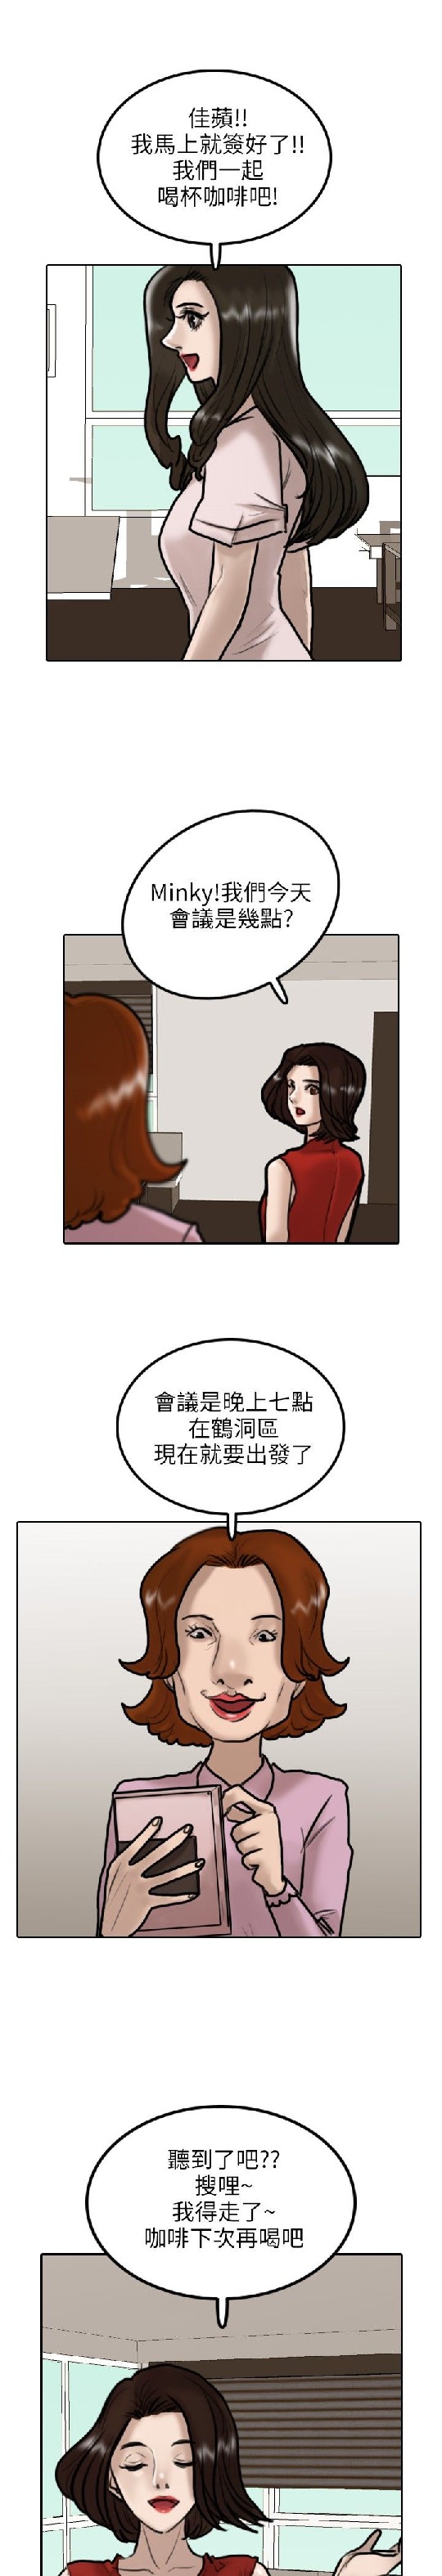 佳蘋!!
我馬上就簽好了!!
我們一起
喝杯咖啡吧!
Minky!我們今天
會議是幾點?
會議是晚上七點
在鶴洞區
現在就要出發了
聽到了吧??
搜哩~
我得走了~
咖啡下次再喝吧